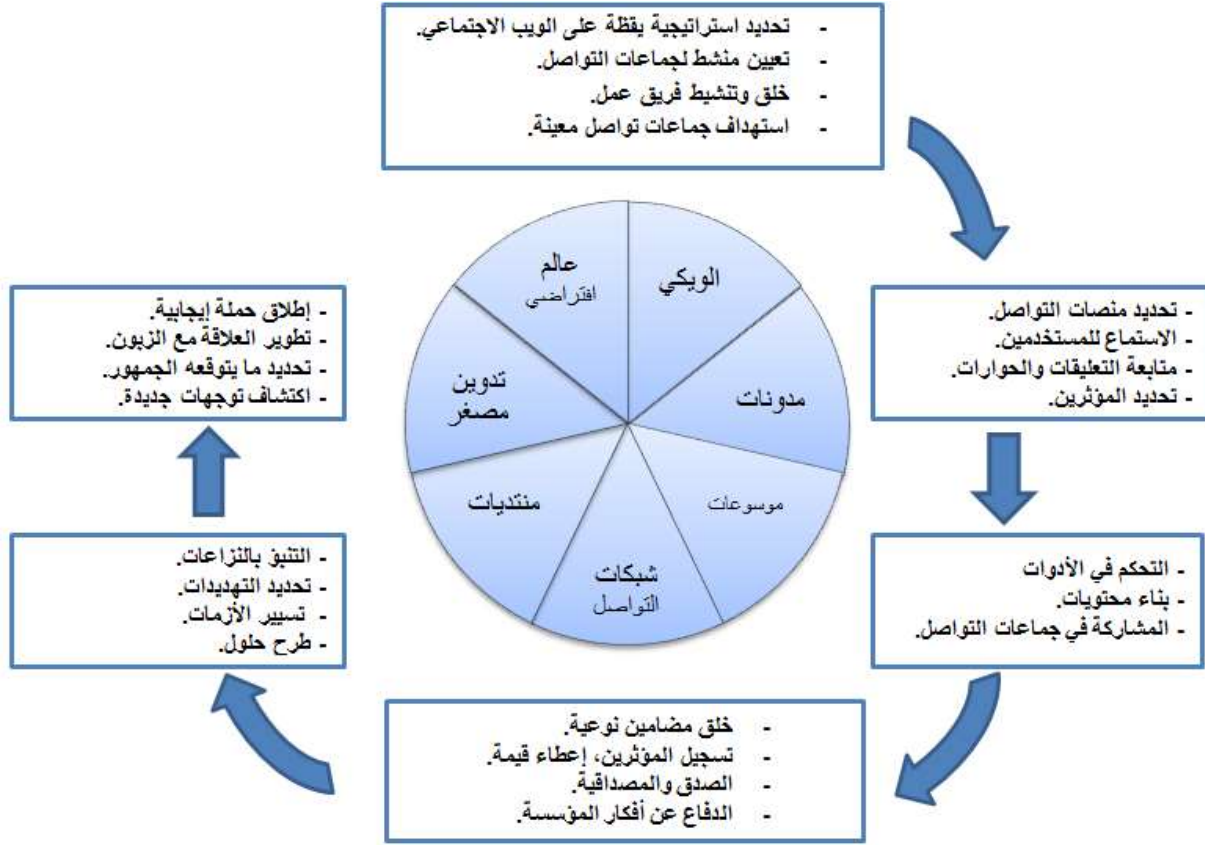 - تحديد استراتيجية يقظة على الويب الاجتماعي.
- تعيين منشط لجماعات التواصل.
- خلق وتنشيط فريق عمل.
- استهداف جماعات تواصل معينة.
- تحديد منصات التواصل.
- الاستماع للمستخدمين.
- متابعة التعليقات والحوارات.
- تحديد المؤثرين.
- التحكم في الأدوات
- بناء محتويات.
- المشاركة في جماعات التواصل.
- خلق مضامين نوعية.
- تسجيل المؤثرين، إعطاء قيمة.
- الصدق والمصداقية.
- الدفاع عن أفكار المؤسسة.
- التنبؤ بالنزاعات.
- تحديد التهديدات.
- تسيير الأزمات.
- طرح حلول.
- إطلاق حملة إيجابية.
- تطوير العلاقة مع الزبون.
- تحديد ما يتوقعه الجمهور.
- اكتشاف توجهات جديدة.
الويكي
مدونات
موسوعات
شبكات
التواصل
منتديات
تدوين
مصغر
عالم
افتراضي